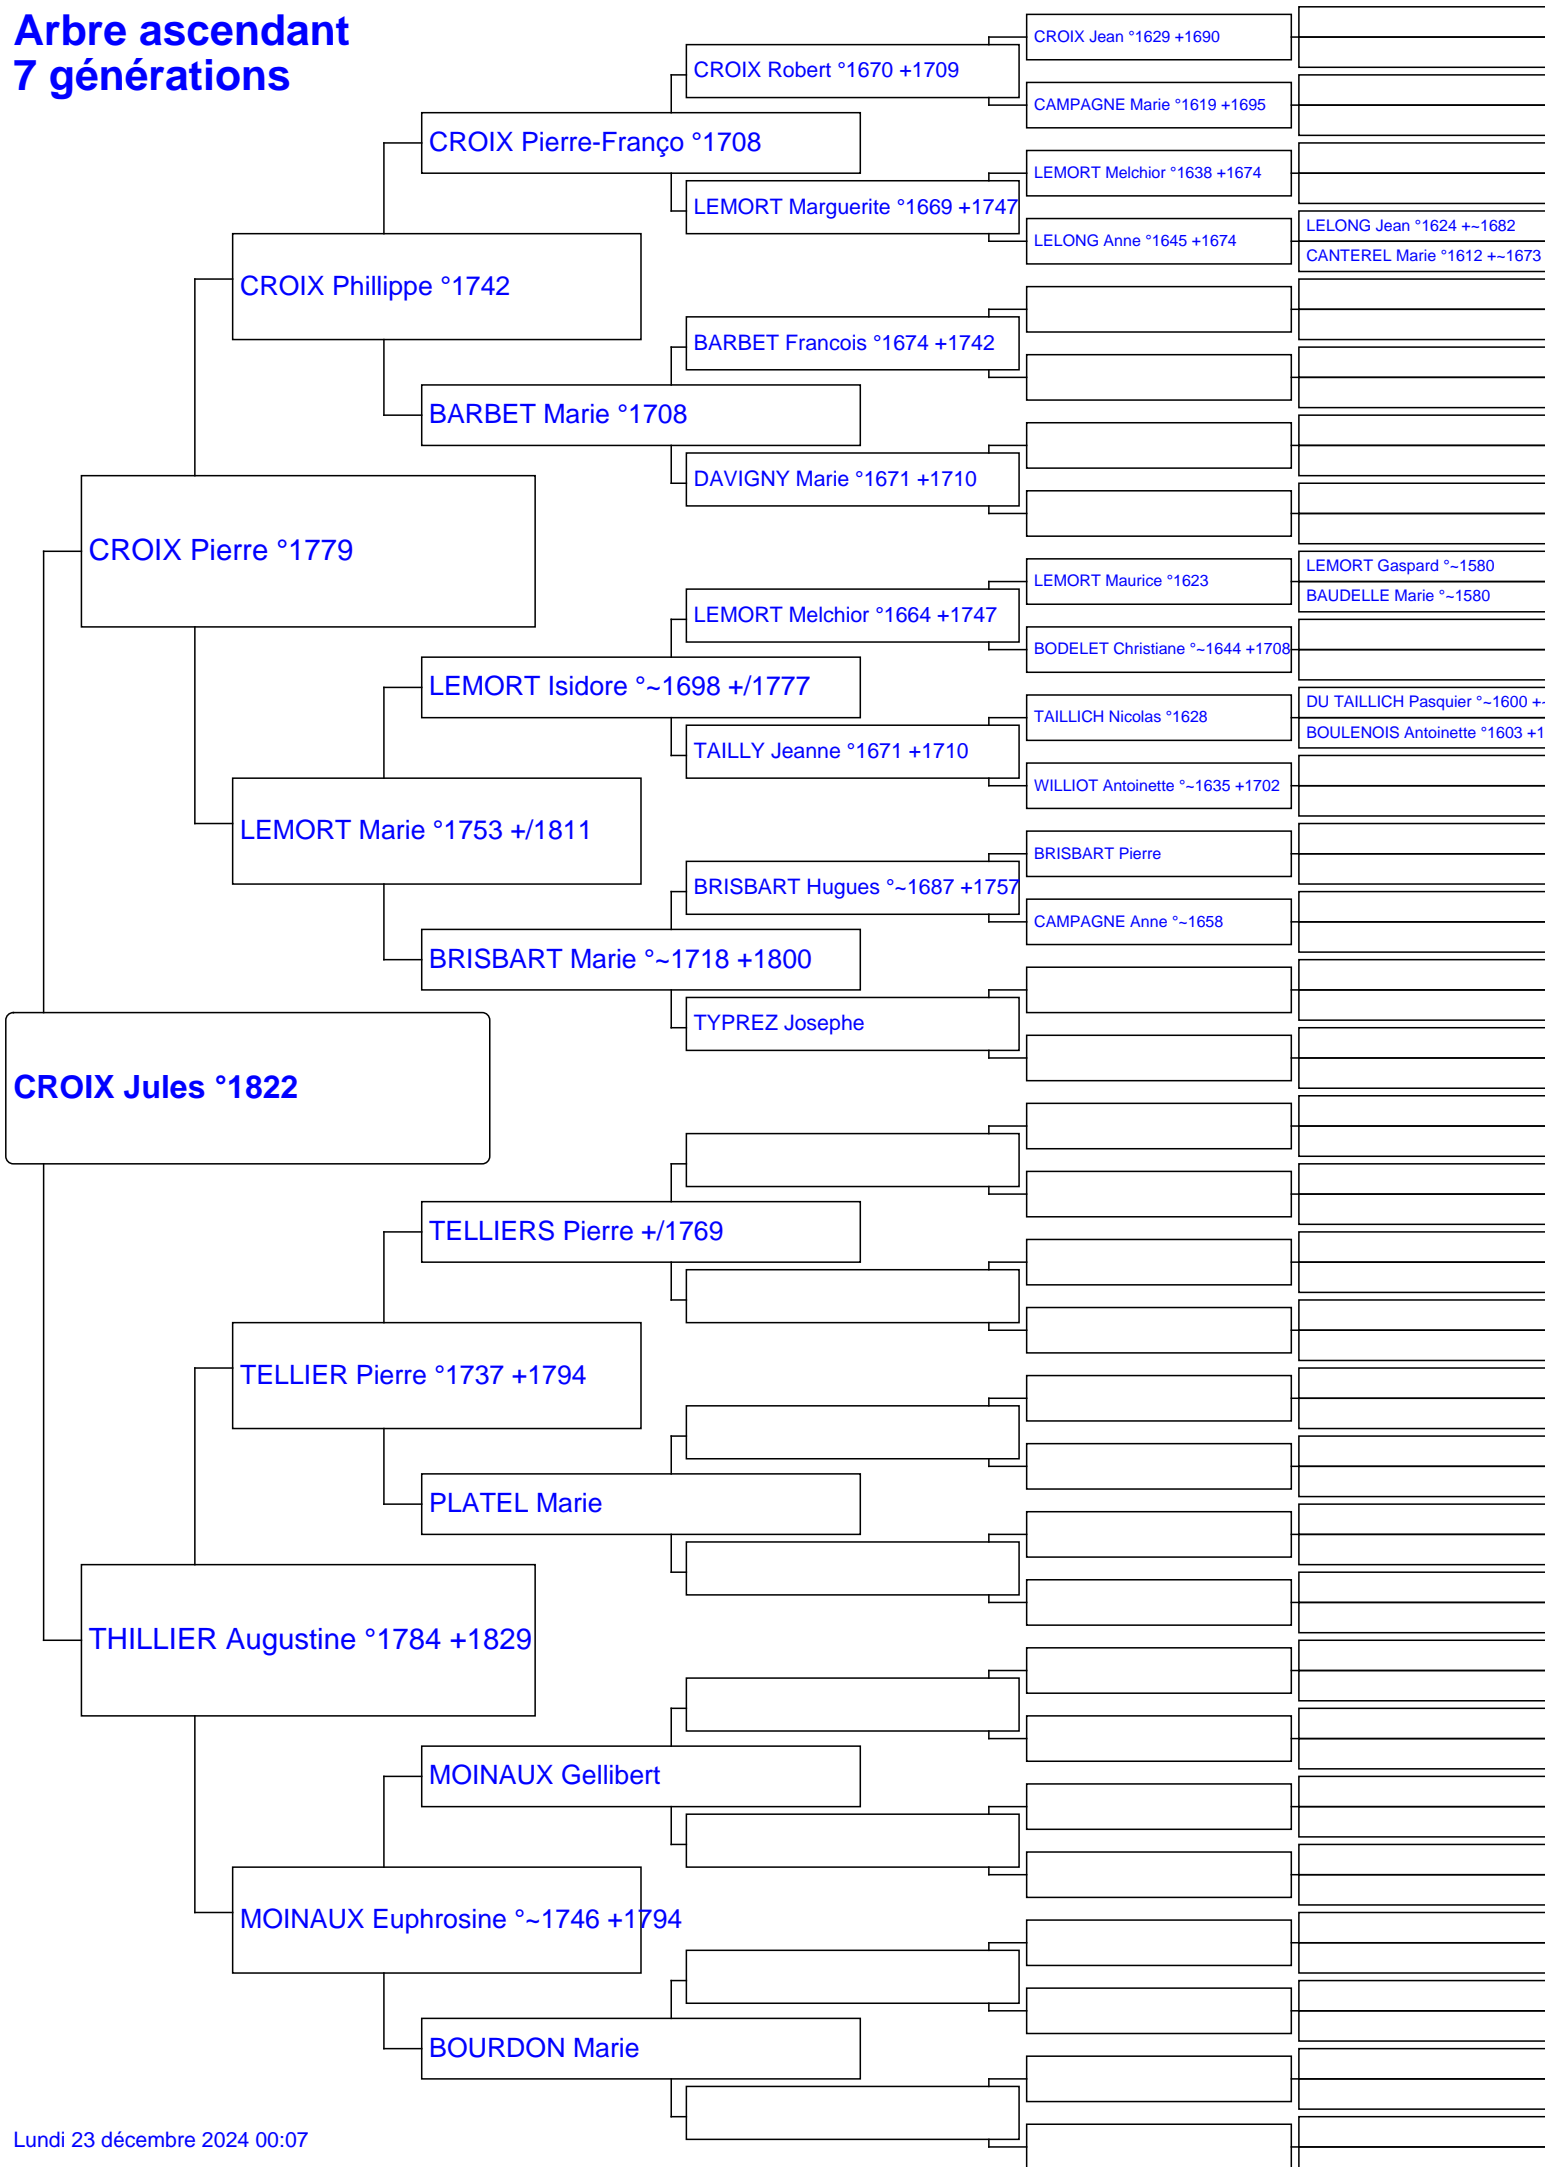 Arbre ascendant
7 générations
CROIX Jean °1629 +1690
CROIX Robert °1670 +1709
CAMPAGNE Marie °1619 +1695
CROIX Pierre-Franço °1708
LEMORT Melchior °1638 +1674
LEMORT Marguerite °1669 +1747
LELONG Jean °1624 +~1682
LELONG Anne °1645 +1674
CANTEREL Marie °1612 +~1673
CROIX Phillippe °1742
BARBET Francois °1674 +1742
BARBET Marie °1708
DAVIGNY Marie °1671 +1710
CROIX Pierre °1779
LEMORT Gaspard °~1580
LEMORT Maurice °1623
BAUDELLE Marie °~1580
LEMORT Melchior °1664 +1747
BODELET Christiane °~1644 +1708
LEMORT Isidore °~1698 +/1777
DU TAILLICH Pasquier °~1600 +
TAILLICH Nicolas °1628
BOULENOIS Antoinette °1603 +1
TAILLY Jeanne °1671 +1710
WILLIOT Antoinette °~1635 +1702
LEMORT Marie °1753 +/1811
BRISBART Pierre
BRISBART Hugues °~1687 +1757
CAMPAGNE Anne °~1658
BRISBART Marie °~1718 +1800
TYPREZ Josephe
CROIX Jules °1822
TELLIERS Pierre +/1769
TELLIER Pierre °1737 +1794
PLATEL Marie
THILLIER Augustine °1784 +1829
MOINAUX Gellibert
MOINAUX Euphrosine °~1746 +1794
BOURDON Marie
Lundi 23 décembre 2024 00:07